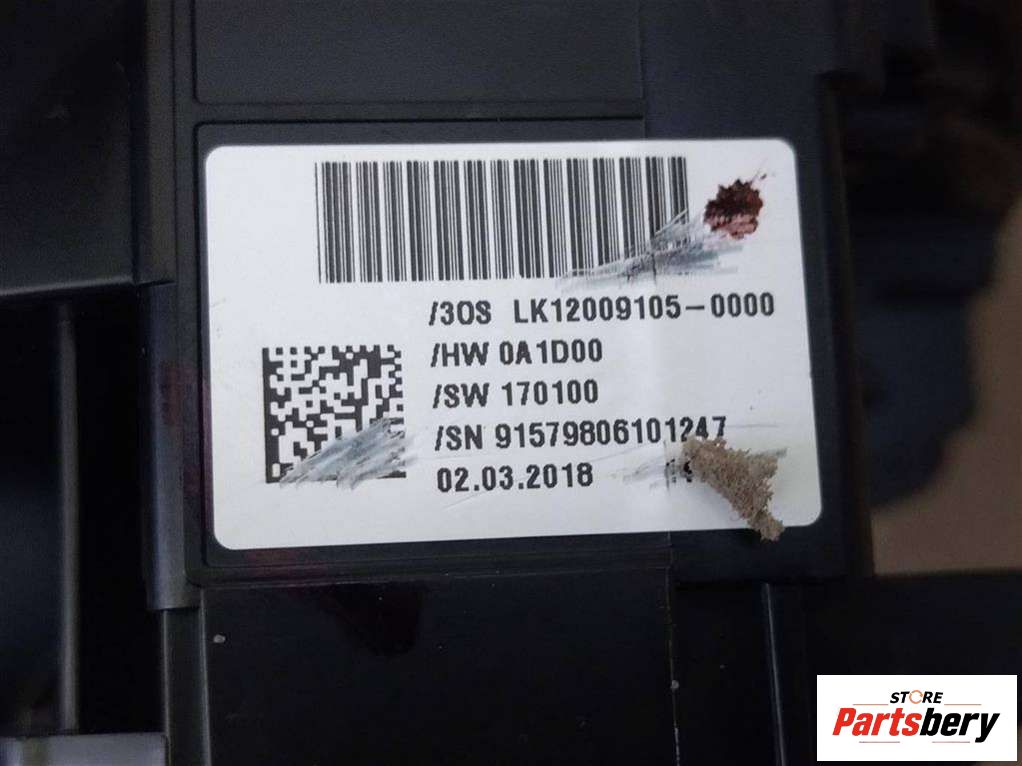 /3OS LK12009105-0000
/HW 0A1D00
/SW 170100
/SN 91579806101247
02.03.2018
STORE
Partsbery